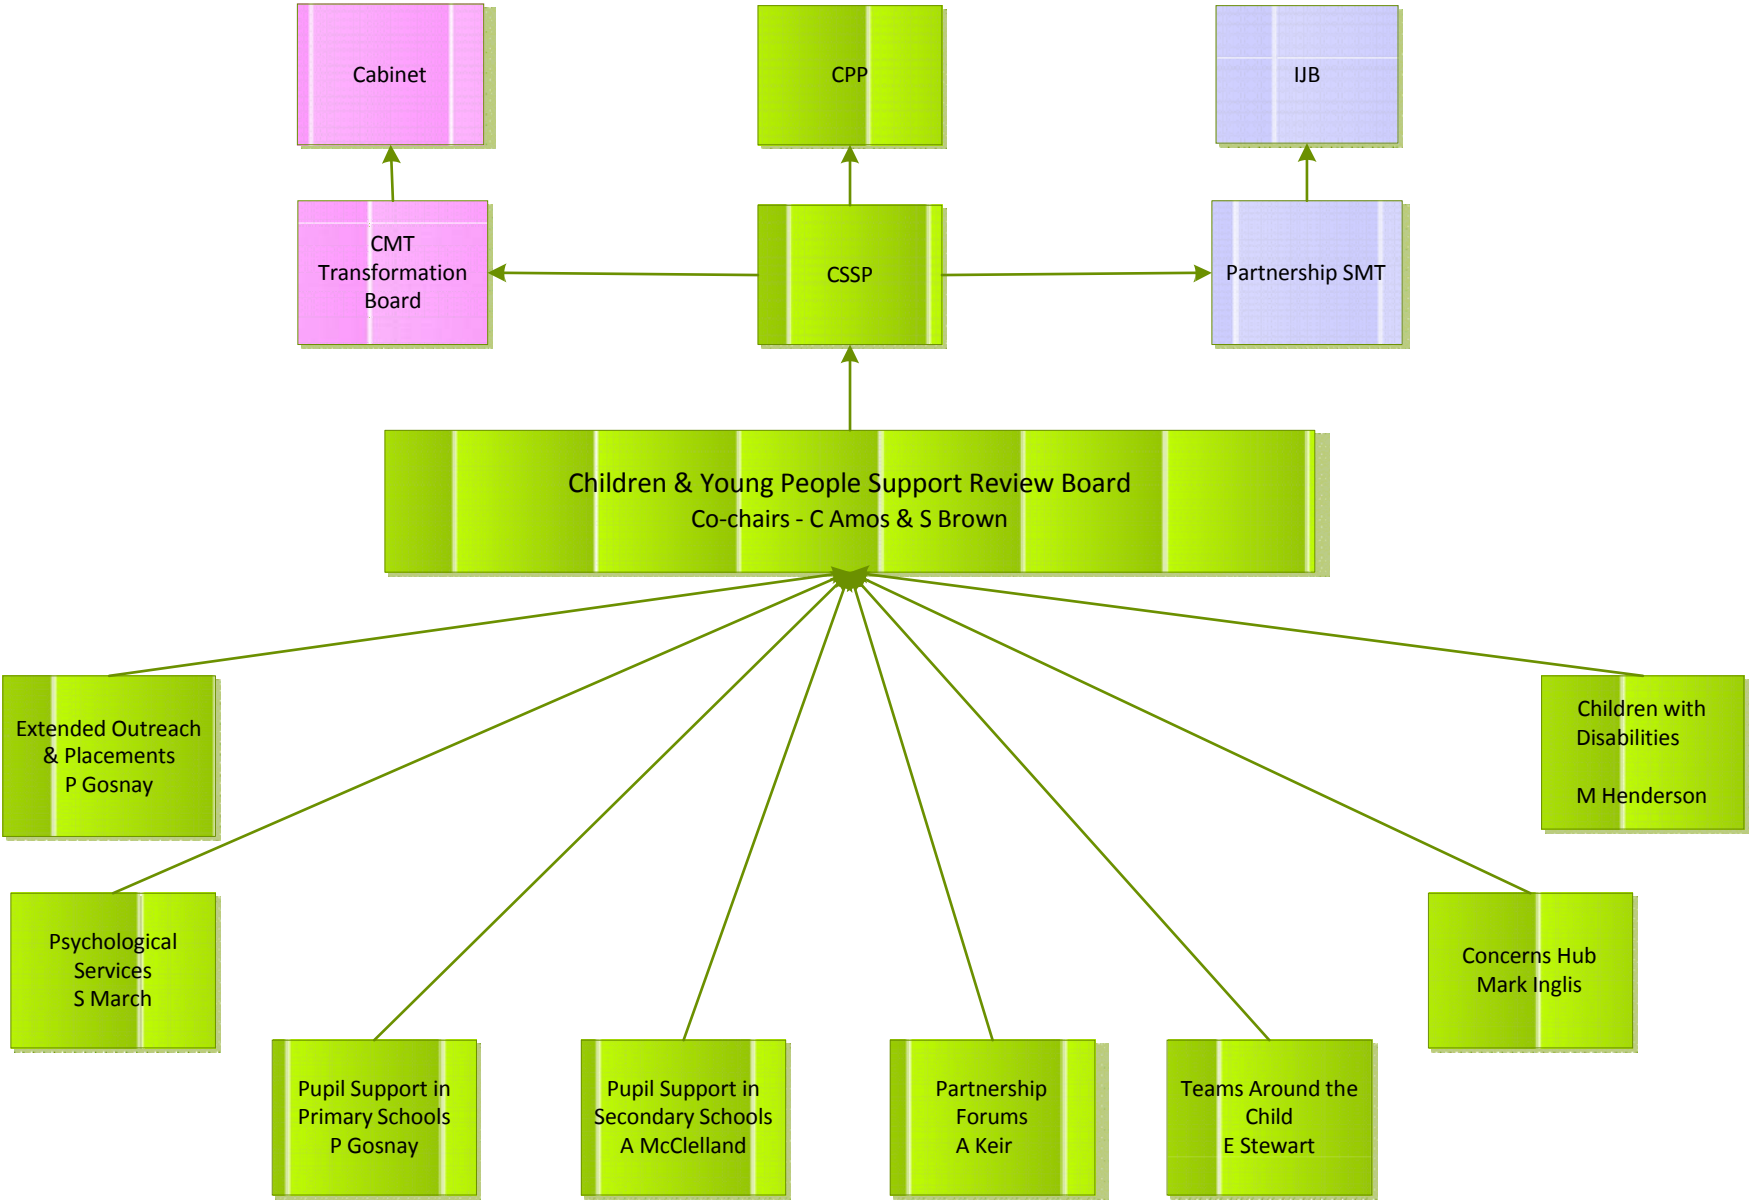 Cabinet
CPP
IJB
CMT
Transformation
Board
CSSP
Partnership SMT
Children & Young People Support Review Board
Co-chairs - C Amos & S Brown
Extended Outreach
& Placements
P Gosnay
Children with
Disabilities
M Henderson
Psychological
Services
S March
Concerns Hub
Mark Inglis
Pupil Support in
Primary Schools
P Gosnay
Pupil Support in
Secondary Schools
A McClelland
Partnership
Forums
A Keir
Teams Around the
Child
E Stewart